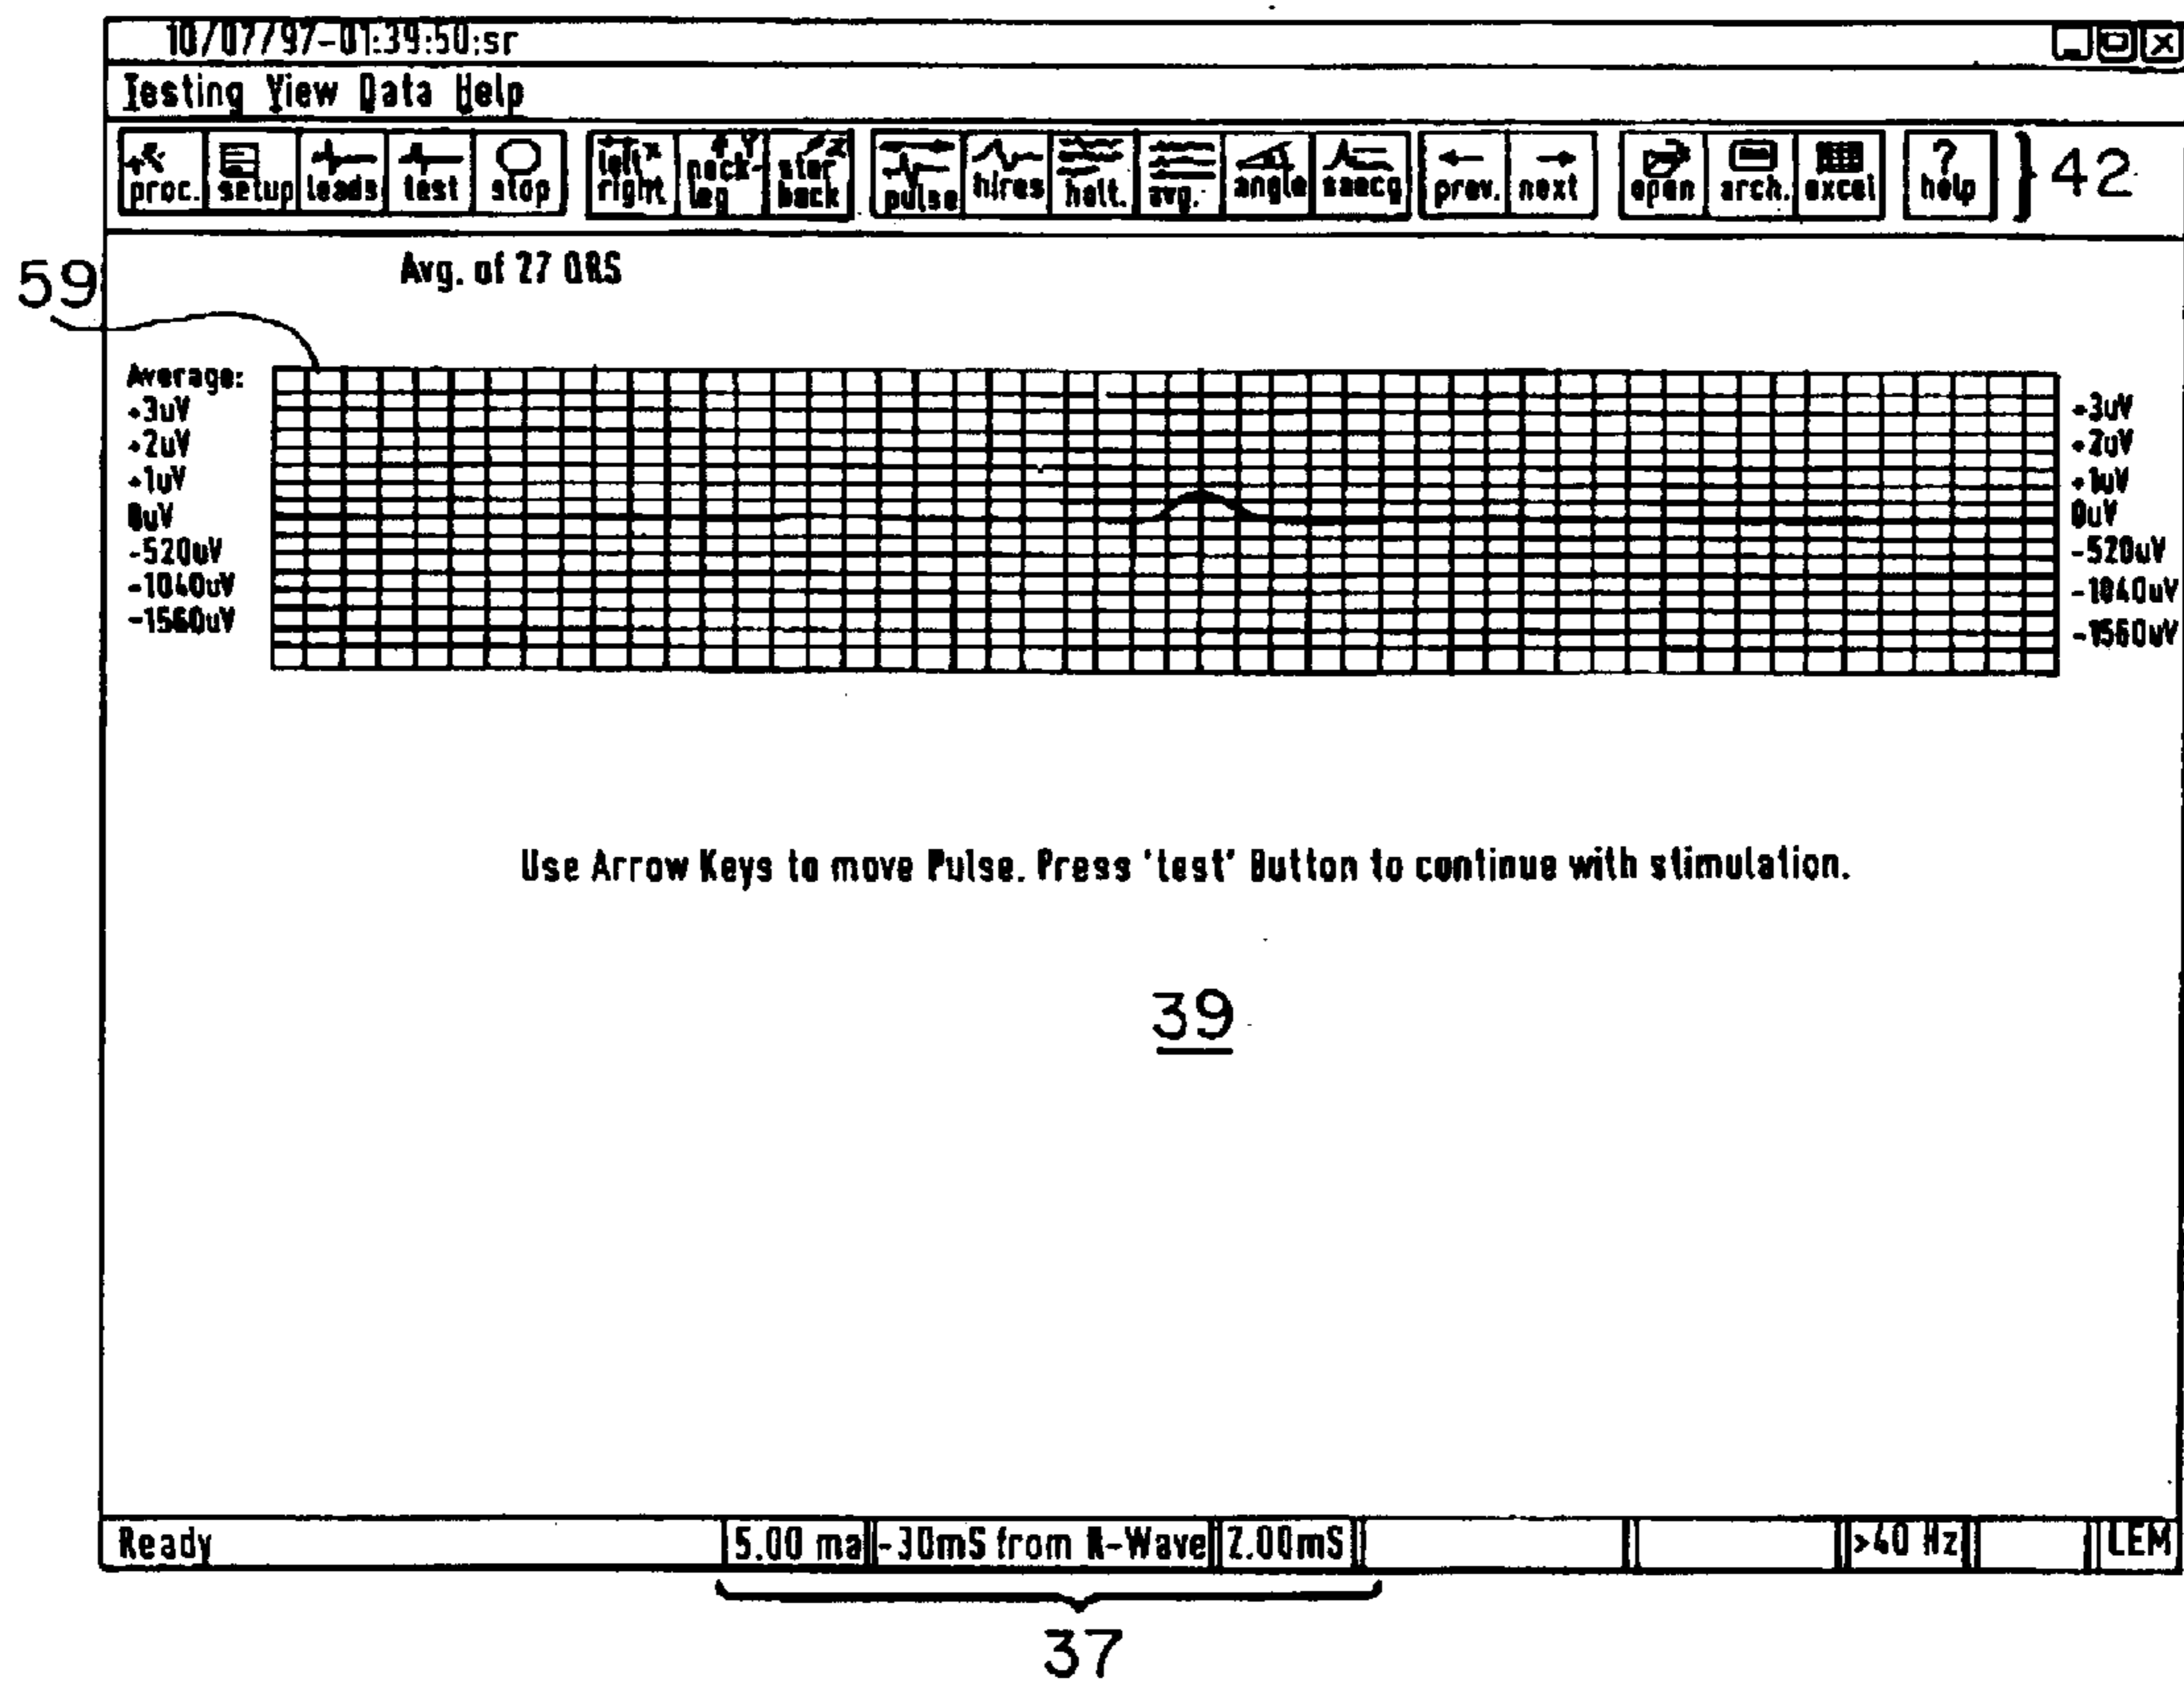 10/07/97-01:39:50:sr
Testing View Data Help
proc. setup leads test stop left right neck- leg ster back pulse hires holt. avg. angle saecg prev. next open arch. excel help } 42
59
Avg. of 27 QRS
Average:
+3uV +3uV
+2uV +2uV
+1uV +1uV
0uV 0uV
-520uV -520uV
-1040uV -1040uV
-1560uV -1560uV
Use Arrow Keys to move Pulse. Press 'test' Button to continue with stimulation.
39
Ready 5.00 ma -30mS from R-Wave 2.00mS >40 Hz LEM
37